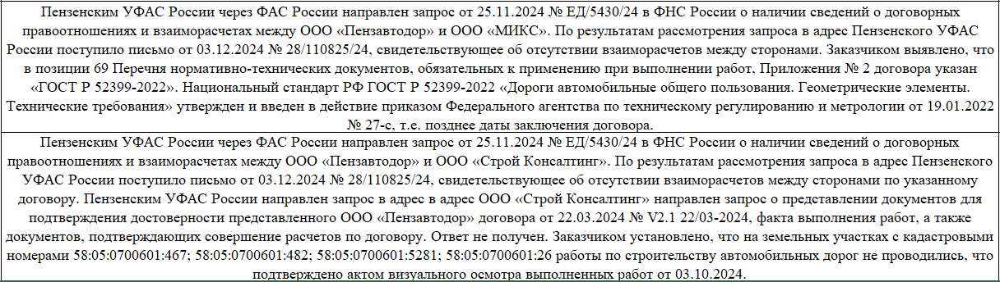 Пензенским УФАС России через ФАС России направлен запрос от 25.11.2024 № ЕД/5430/24 в ФНС России о наличии сведений о договорных
правоотношениях и взаиморасчетах между ООО «Пензавтодор» и ООО «МИКС». По результатам рассмотрения запроса в адрес Пензенского УФАС
России поступило письмо от 03.12.2024 № 28/110825/24, свидетельствующее об отсутствии взаиморасчетов между сторонами. Заказчиком выявлено, что
в позиции 69 Перечня нормативно-технических документов, обязательных к применению при выполнении работ, Приложения № 2 договора указан
«ГОСТ Р 52399-2022». Национальный стандарт РФ ГОСТ Р 52399-2022 «Дороги автомобильные общего пользования. Геометрические элементы.
Технические требования» утвержден и введен в действие приказом Федерального агентства по техническому регулированию и метрологии от 19.01.2022
№ 27-с, т.е. позднее даты заключения договора.
Пензенским УФАС России через ФАС России направлен запрос от 25.11.2024 № ЕД/5430/24 в ФНС России о наличии сведений о договорных
правоотношениях и взаиморасчетах между ООО «Пензавтодор» и ООО «Строй Консалтинг». По результатам рассмотрения запроса в адрес Пензенского
УФАС России поступило письмо от 03.12.2024 № 28/110825/24, свидетельствующее об отсутствии взаиморасчетов между сторонами по указанному
договору. Пензенским УФАС России направлен запрос в адрес в адрес ООО «Строй Консалтинг» направлен запрос о представлении документов для
подтверждения достоверности представленного ООО «Пензавтодор» договора от 22.03.2024 № V2.1 22/03-2024, факта выполнения работ, а также
документов, подтверждающих совершение расчетов по договору. Ответ не получен. Заказчиком установлено, что на земельных участках с кадастровыми
номерами 58:05:0700601:467; 58:05:0700601:482; 58:05:0700601:5281; 58:05:0700601:26 работы по строительству автомобильных дорог не проводились, что
подтверждено актом визуального осмотра выполненных работ от 03.10.2024.